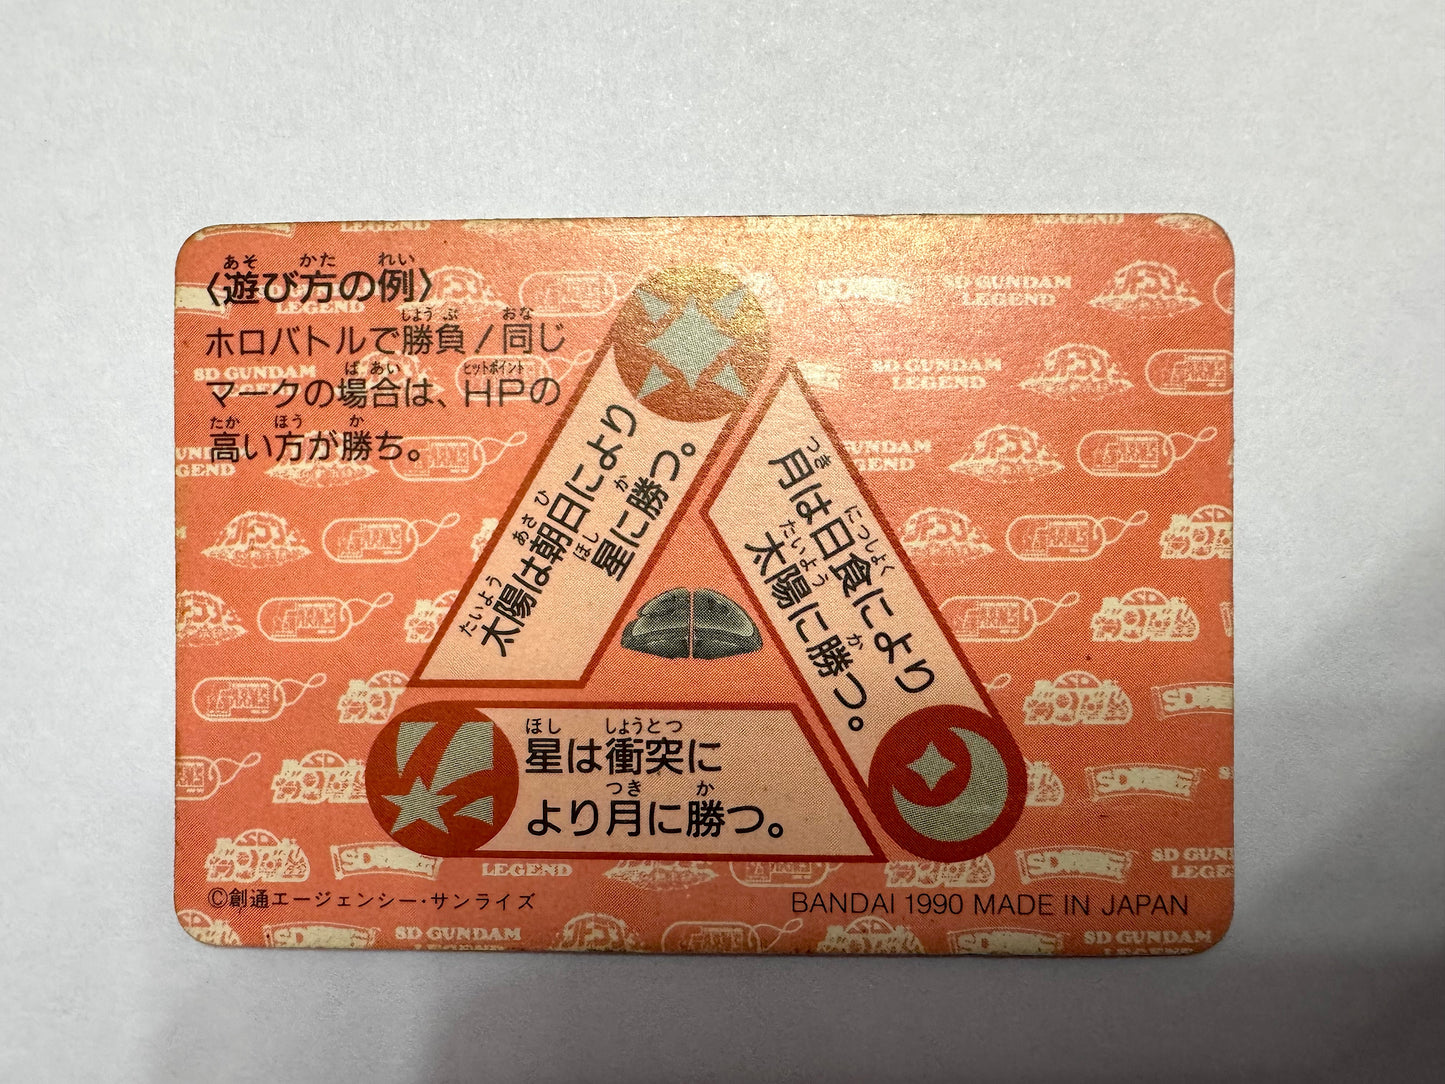 〈遊び方の例〉
ホロバトルで勝負!同じ
マークの場合は、HPの
高い方が勝ち。
太陽は朝日により
星に勝つ。
月は日食により
太陽に勝つ。
星は衝突に
より月に勝つ。
©創通エージェンシー・サンライズ
BANDAI 1990 MADE IN JAPAN
SD GUNDAM
LEGEND